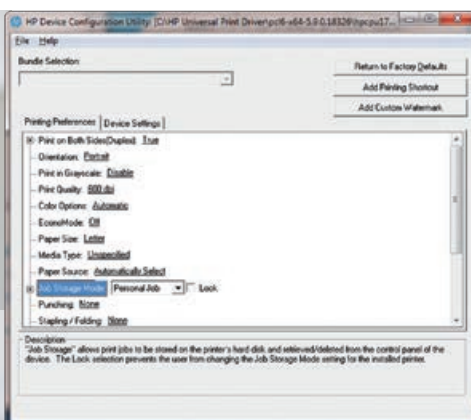 HP Device Configuration Utility: [C:\HP Universal Print Driver\pcl6-x64-5.9.0.18326\hpcpu17...
File Help
Bundle Selection:
Return to Factory Defaults
Add Printing Shortcut
Add Custom Watermark
Printing Preferences Device Settings
Print on Both Sides(Duplex): True
Orientation: Portrait
Print in Grayscale: Disable
Print Quality: 600 dpi
Color Options: Automatic
EconoMode: Off
Paper Size: Letter
Media Type: Unspecified
Paper Source: Automatically Select
Job Storage Mode: Personal Job Lock
Punching: None
Stapling / Folding: None
Description
"Job Storage" allows print jobs to be stored on the printer's hard disk and retrieved/deleted from the control panel of the
device. The Lock selection prevents the user from changing the Job Storage Mode setting for the installed printer.